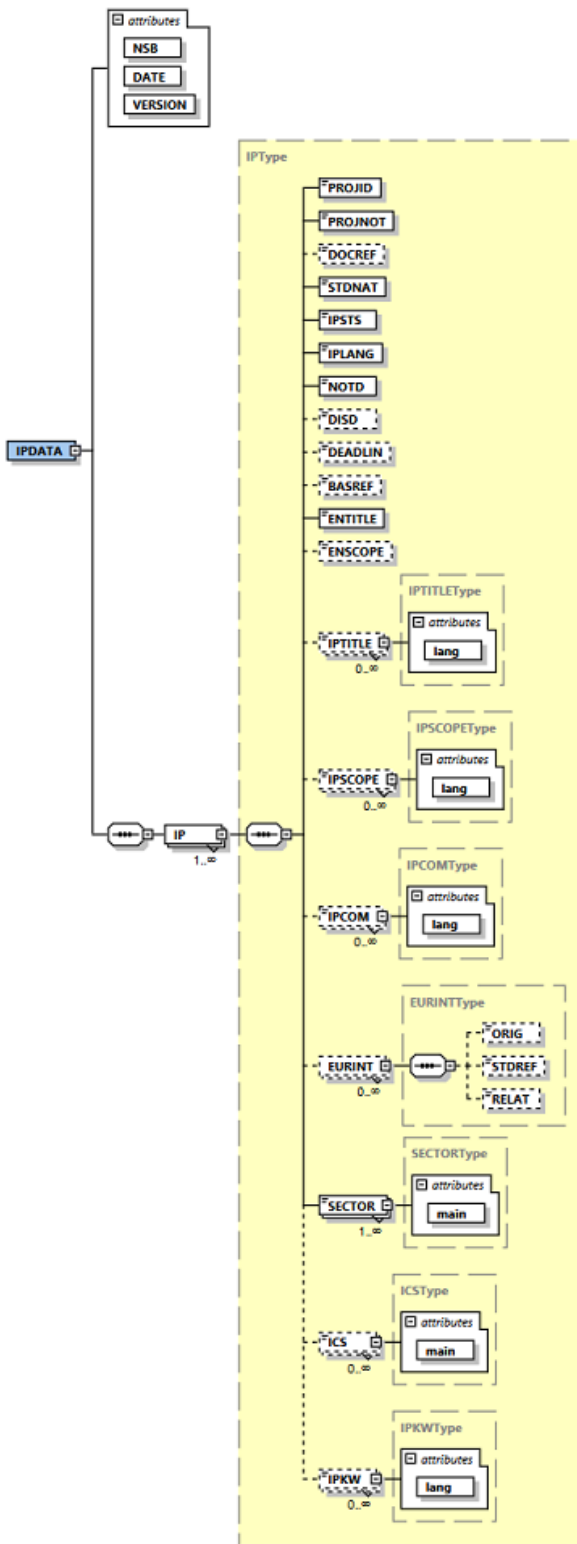 attributes
NSB
DATE
VERSION
IPType
PROJID
PROJNOT
DOCREF
STDNAT
IPSTS
IPLANG
NOTD
DISD
IPDATA
DEADLIN
BASREF
ENTITLE
ENSCOPE
IPTITLEType
attributes
IPTITLE
lang
0..∞
IPSCOPEType
attributes
IPSCOPE
lang
0..∞
IP
1..∞
IPCOMType
attributes
IPCOM
lang
0..∞
EURINTType
ORIG
EURINT
STDREF
0..∞
RELAT
SECTORType
attributes
SECTOR
main
1..∞
ICSType
attributes
ICS
main
0..∞
IPKWType
attributes
IPKW
lang
0..∞